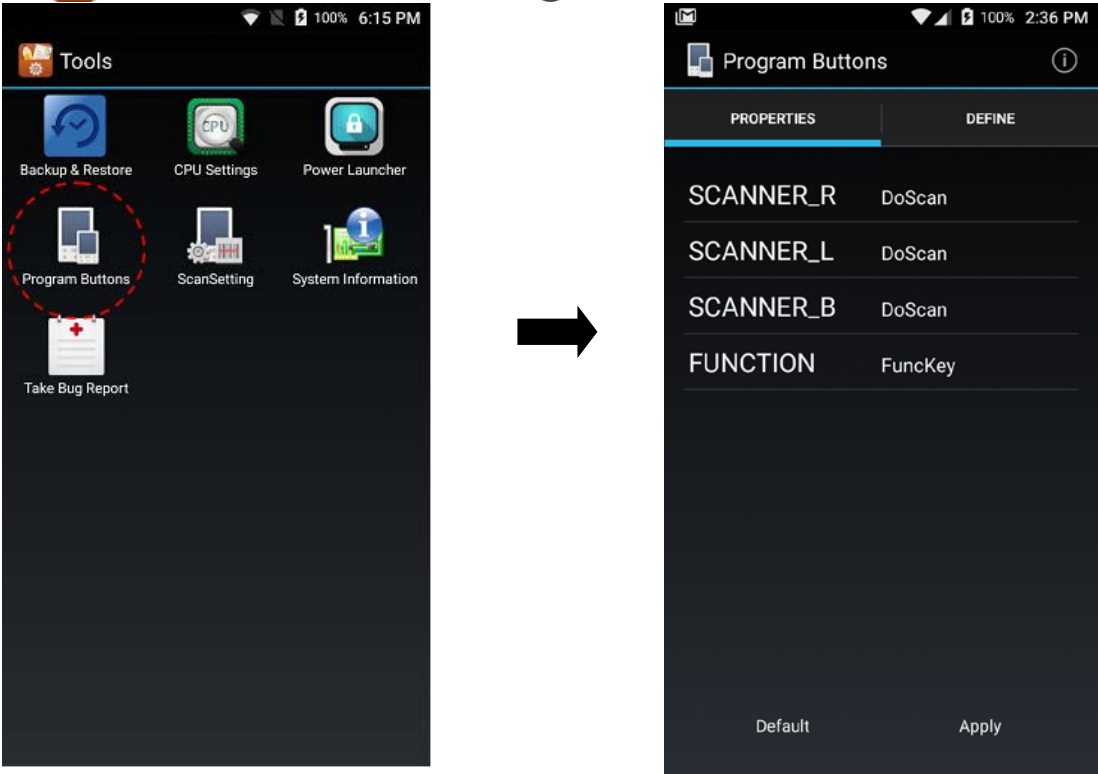 100% 6:15 PM
Tools
Backup & Restore CPU Settings Power Launcher
CPU
Program Buttons ScanSetting System Information
Take Bug Report
100% 2:36 PM
Program Buttons
PROPERTIES DEFINE
SCANNER_R DoScan
SCANNER_L DoScan
SCANNER_B DoScan
FUNCTION FuncKey
Default Apply